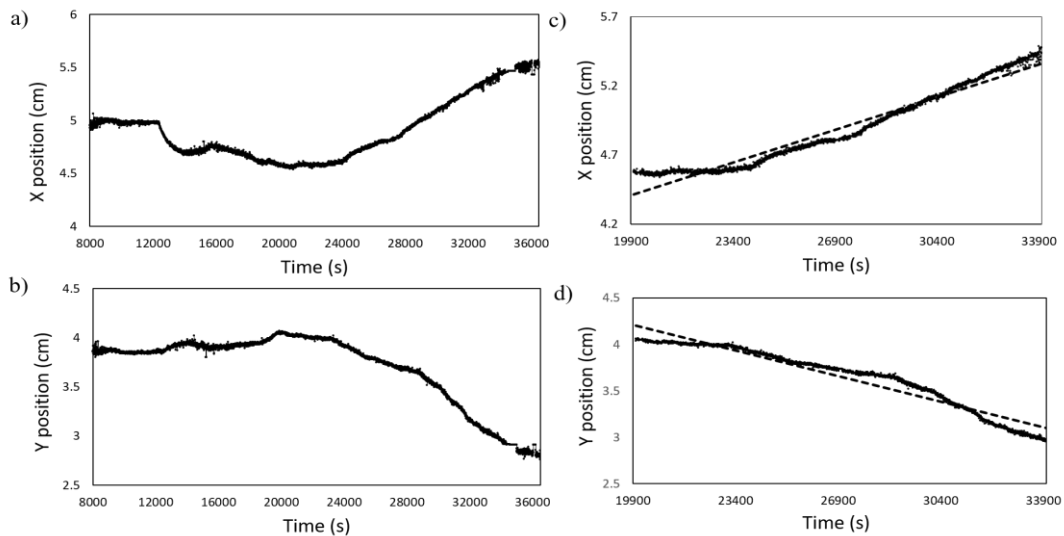 a)
6
5.5
5
4.5
4
X position (cm)
8000 12000 16000 20000 24000 28000 32000 36000
Time (s)
c)
5.7
5.2
4.7
4.2
X position (cm)
19900 23400 26900 30400 33900
Time (s)
b)
4.5
4
3.5
3
2.5
Y position (cm)
8000 12000 16000 20000 24000 28000 32000 36000
Time (s)
d)
4.5
4
3.5
3
2.5
Y position (cm)
19900 23400 26900 30400 33900
Time (s)